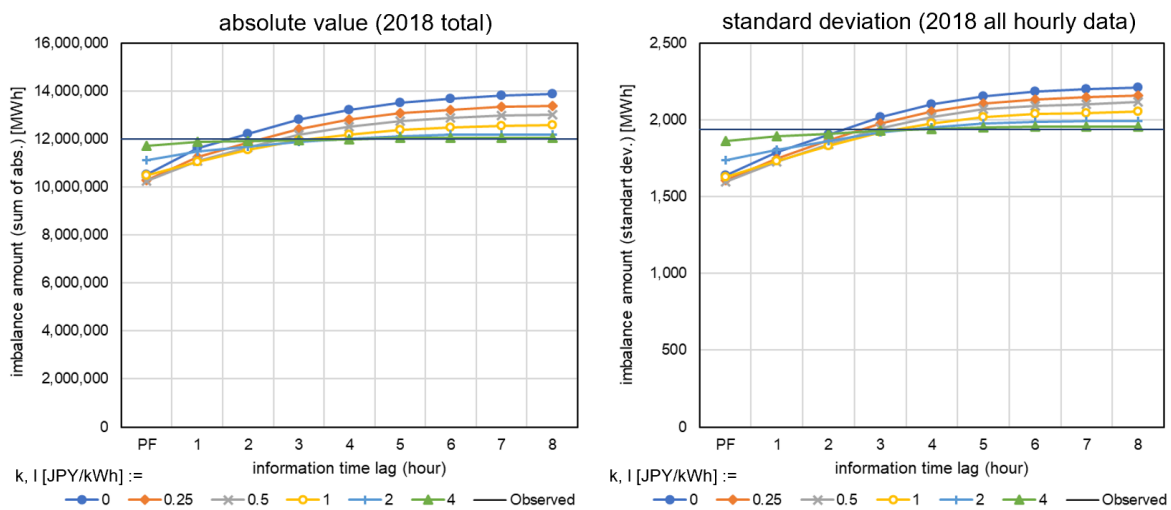 absolute value (2018 total)
imbalance amount (sum of abs.) [MWh]
16,000,000
14,000,000
12,000,000
10,000,000
8,000,000
6,000,000
4,000,000
2,000,000
0
PF 1 2 3 4 5 6 7 8
information time lag (hour)
k, l [JPY/kWh] :=
0 0.25 0.5 1 2 4 Observed
standard deviation (2018 all hourly data)
imbalance amount (standart dev.) [MWh]
2,500
2,000
1,500
1,000
500
0
PF 1 2 3 4 5 6 7 8
information time lag (hour)
k, l [JPY/kWh] :=
0 0.25 0.5 1 2 4 Observed